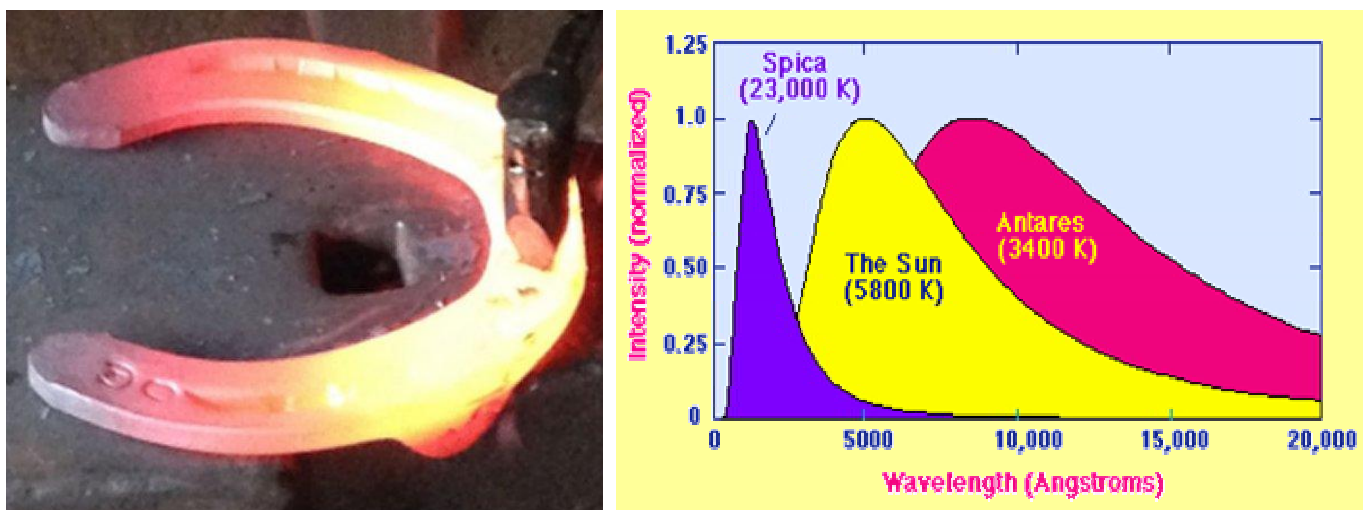 1.25
Spica
(23,000 K)
1.0
0.75
Antares
(3400 K)
The Sun
(5800 K)
0.50
0.25
0
Intensity (normalized)
0 5000 10,000 15,000 20,000
Wavelength (Angstroms)